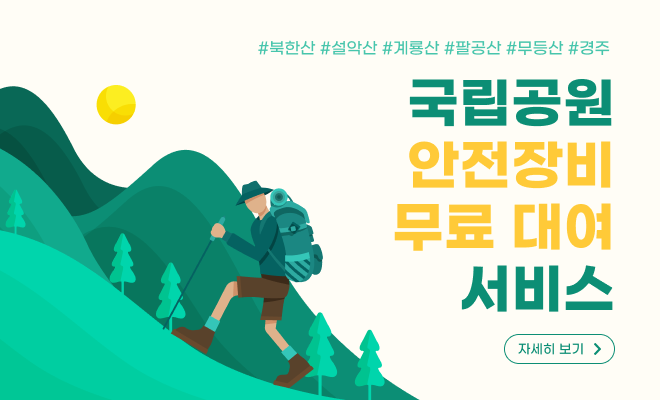 #북한산 #설악산 #계룡산 #팔공산 #무등산 #경주
국립공원
안전장비
무료 대여
서비스
자세히 보기